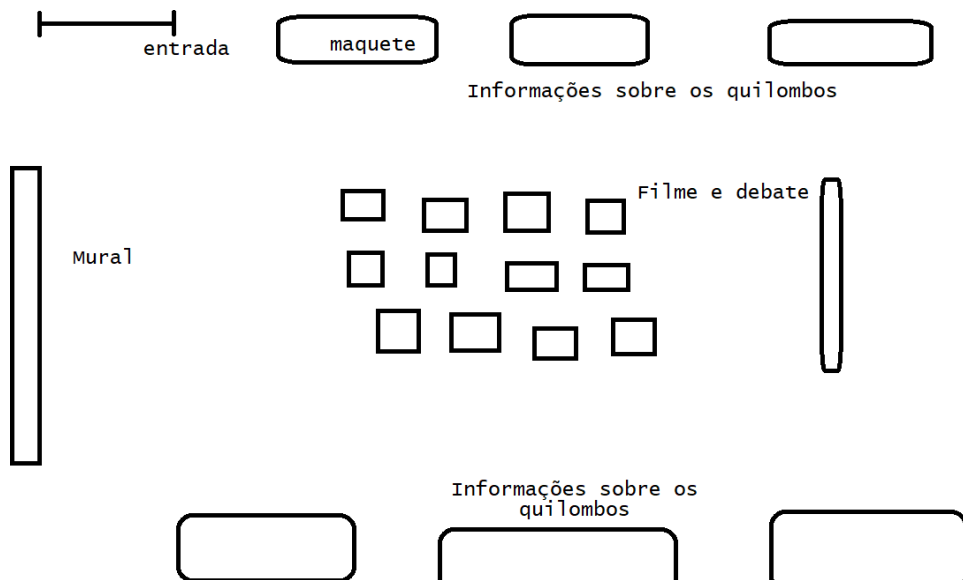 entrada
maquete
Informações sobre os quilombos
Filme e debate
Mural
Informações sobre os
quilombos